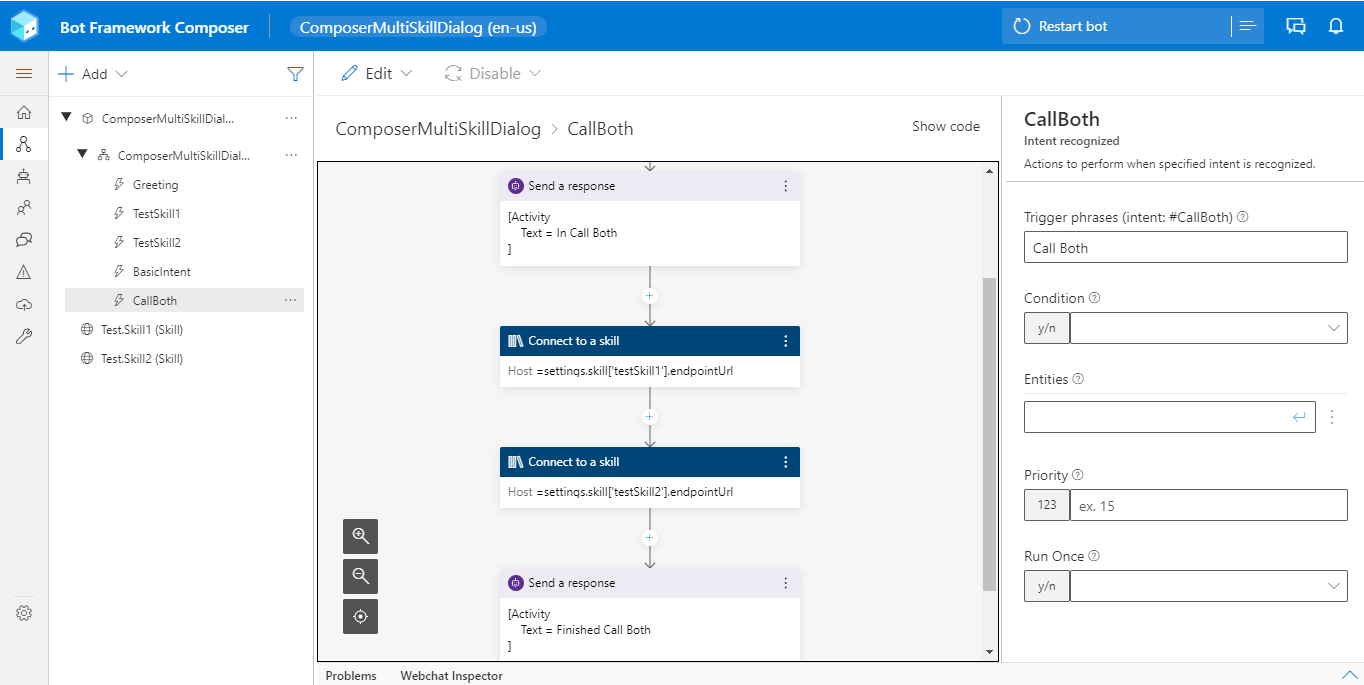 Bot Framework Composer
ComposerMultiSkillDialog (en-us)
Restart bot
Add
Edit
Disable
ComposerMultiSkillDial...
ComposerMultiSkillDial...
Greeting
TestSkill1
TestSkill2
BasicIntent
CallBoth
Test.Skill1 (Skill)
Test.Skill2 (Skill)
ComposerMultiSkillDialog > CallBoth
Show code
Send a response
[Activity
Text = In Call Both
]
Connect to a skill
Host =settings.skill['testSkill1'].endpointUrl
Connect to a skill
Host =settings.skill['testSkill2'].endpointUrl
Send a response
[Activity
Text = Finished Call Both
]
CallBoth
Intent recognized
Actions to perform when specified intent is recognized.
Trigger phrases (intent: #CallBoth)
Call Both
Condition
y/n
Entities
Priority
123
ex. 15
Run Once
y/n
Problems
Webchat Inspector